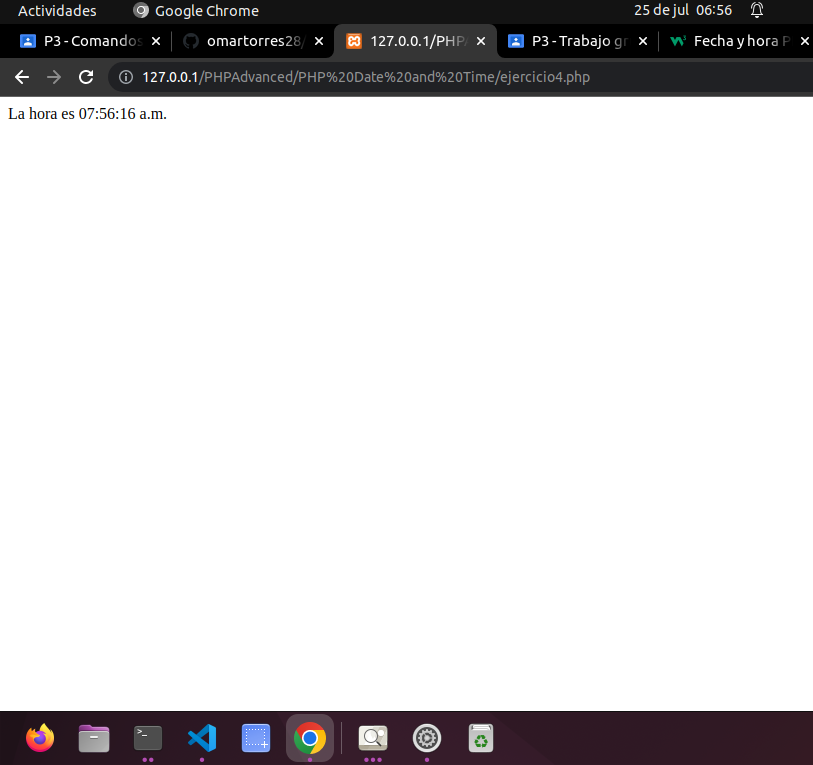 Actividades Google Chrome 25 de jul 06:56
P3 - Comandos omartorres28/ 127.0.0.1/PHPA P3 - Trabajo gr Fecha y hora P
127.0.0.1/PHPAdvanced/PHP%20Date%20and%20Time/ejercicio4.php
La hora es 07:56:16 a.m.